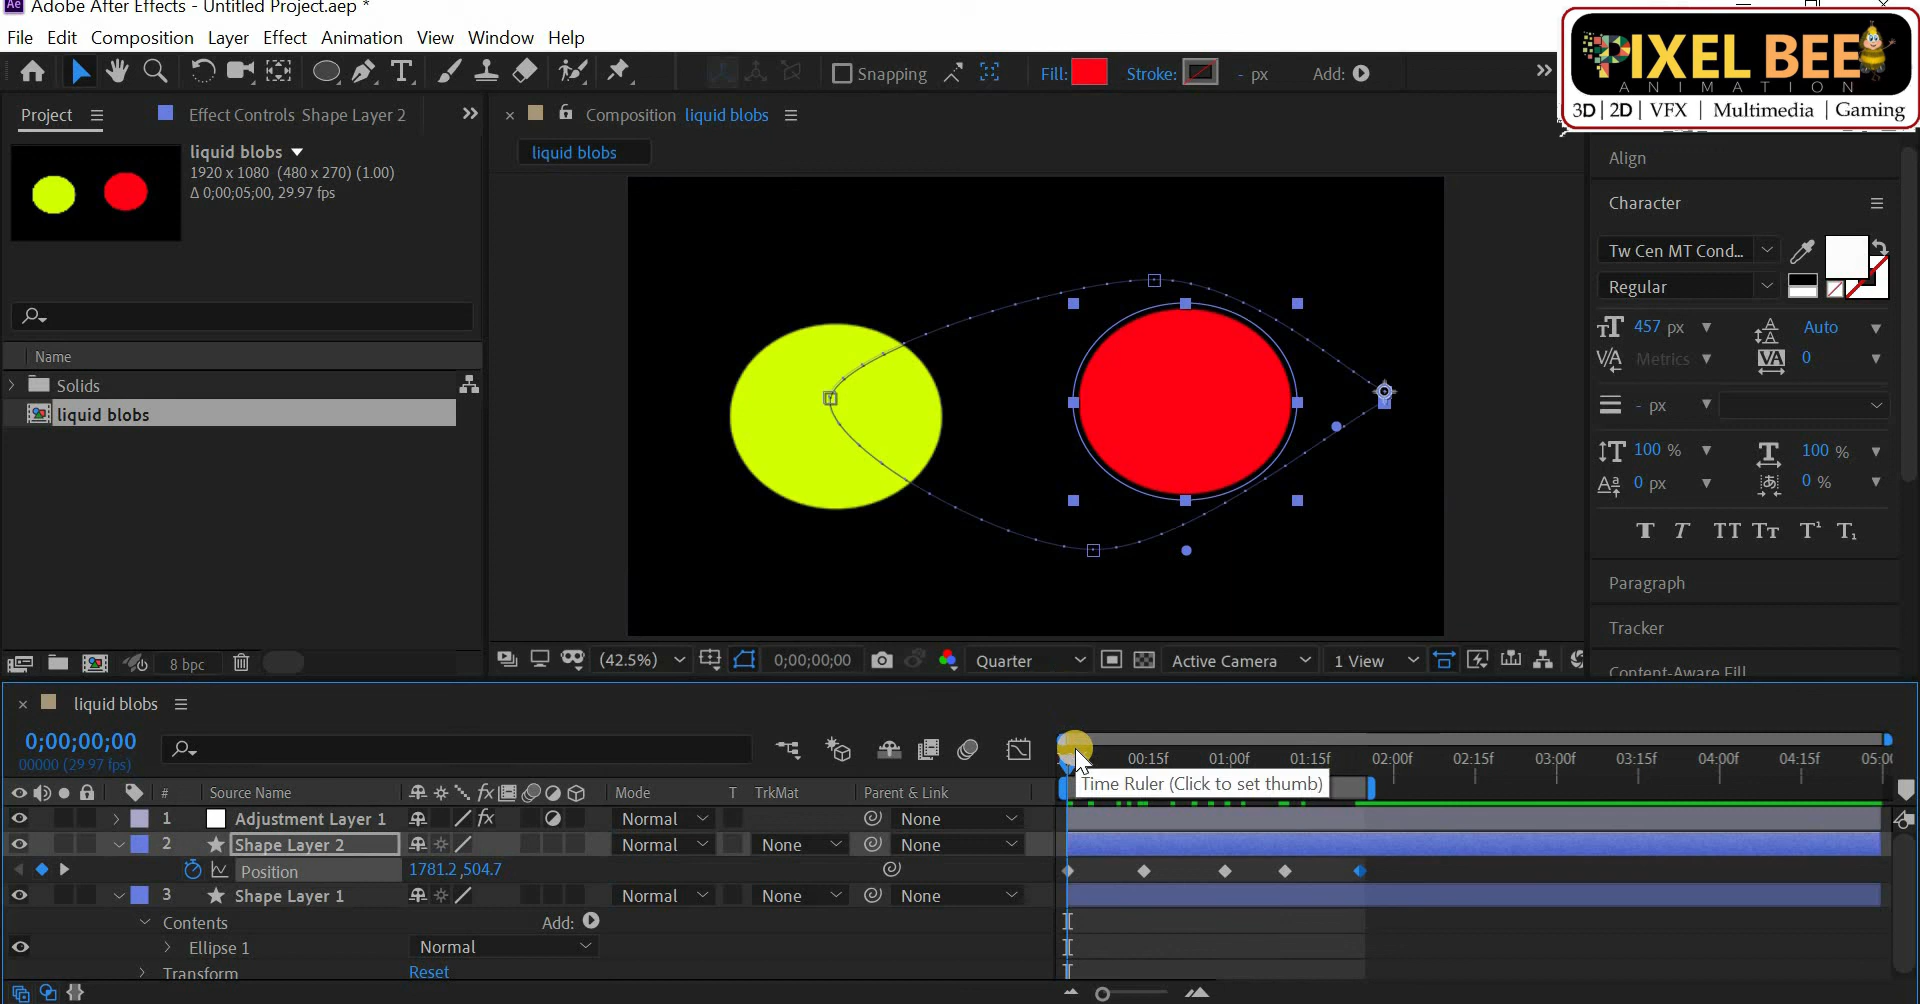 Ae Adobe After Effects - Untitled Project.aep *
File Edit Composition Layer Effect Animation View Window Help
Snapping Fill: Stroke: - px Add:
PIXEL BEE
ANIMATION
3D | 2D | VFX | Multimedia | Gaming
Project Effect Controls Shape Layer 2
Composition liquid blobs
liquid blobs
liquid blobs
1920 x 1080 (480 x 270) (1.00)
Δ 0;00;05;00, 29.97 fps
Name
Solids
liquid blobs
8 bpc
(42.5%) 0;00;00;00 Quarter Active Camera 1 View
Align
Character
Tw Cen MT Cond...
Regular
457 px Auto
Metrics 0
- px
100 % 100 %
0 px 0 %
Paragraph
Tracker
Content-Aware Fill
liquid blobs
0;00;00;00
00000 (29.97 fps)
00:15f 01:00f 01:15f 02:00f 02:15f 03:00f 03:15f 04:00f 04:15f 05:00
Time Ruler (Click to set thumb)
# Source Name Mode T TrkMat Parent & Link
1 Adjustment Layer 1 Normal None
2 Shape Layer 2 Normal None None
Position 1781.2,504.7
3 Shape Layer 1 Normal None None
Contents Add:
Ellipse 1 Normal
Transform Reset